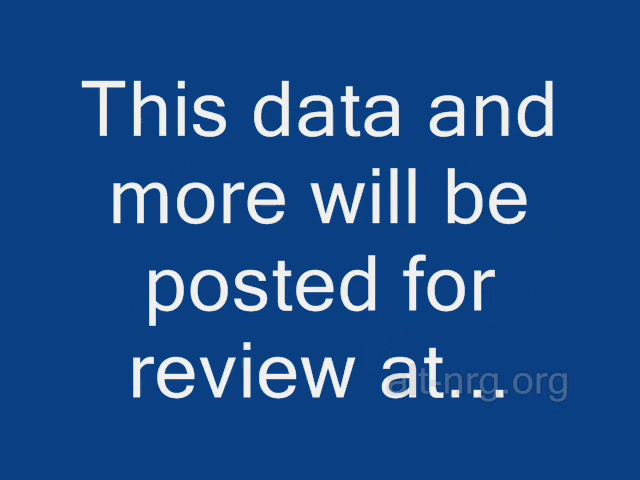 This data and
more will be
posted for
review at...